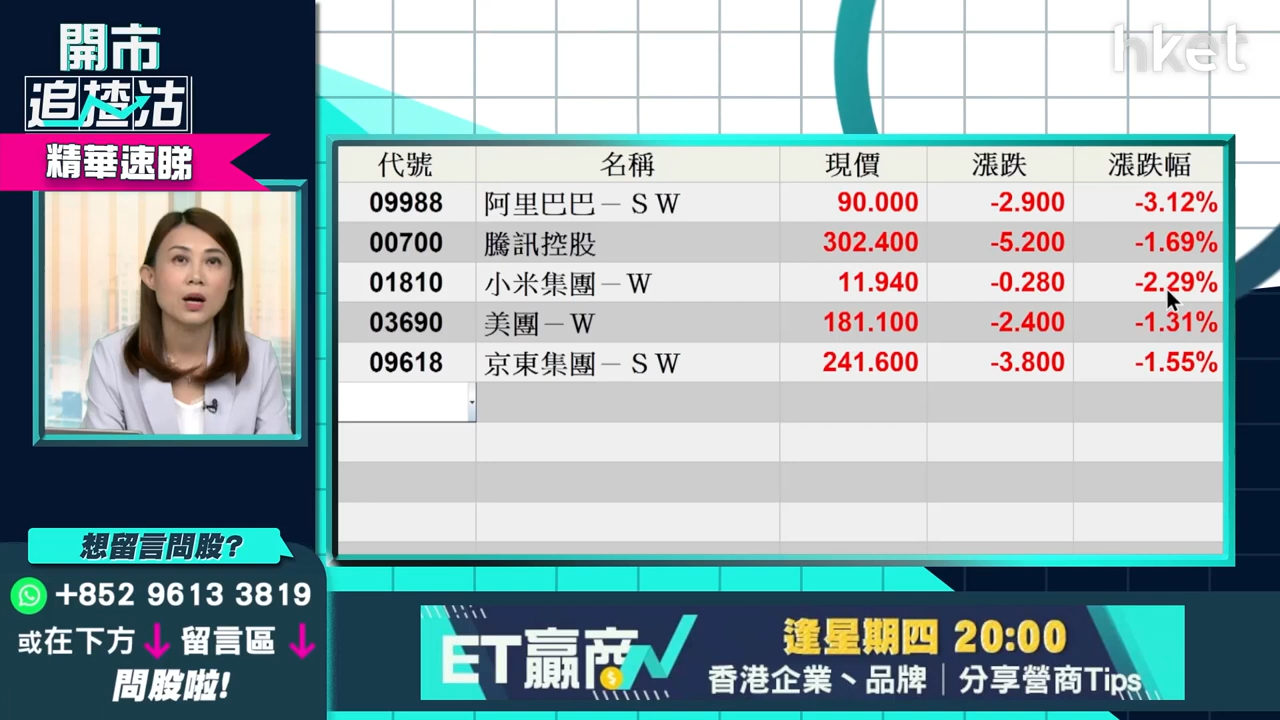 開市
追揸沽
精華速睇
hket
代號 名稱 現價 漲跌 漲跌幅
09988 阿里巴巴－ＳＷ 90.000 -2.900 -3.12%
00700 騰訊控股 302.400 -5.200 -1.69%
01810 小米集團－Ｗ 11.940 -0.280 -2.29%
03690 美團－Ｗ 181.100 -2.400 -1.31%
09618 京東集團－ＳＷ 241.600 -3.800 -1.55%
想留言問股?
+852 9613 3819
或在下方↓留言區↓
問股啦!
ET贏商
$
逢星期四 20:00
香港企業、品牌｜分享營商Tips